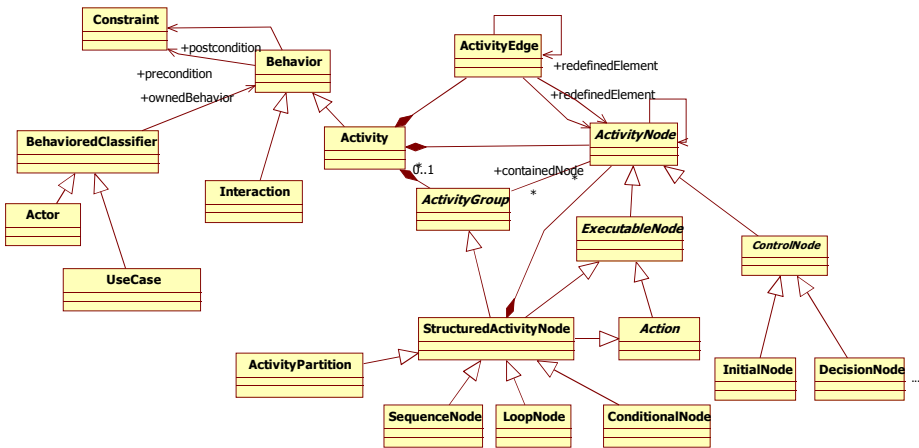 Constraint
ActivityEdge
+postcondition
Behavior
+redefinedElement
+precondition
+ownedBehavior
+redefinedElement
BehavioredClassifier
Activity
ActivityNode
*
0..1
+containedNode
*
*
Interaction
ActivityGroup
Actor
ExecutableNode
ControlNode
UseCase
StructuredActivityNode
Action
ActivityPartition
InitialNode
DecisionNode
...
SequenceNode
LoopNode
ConditionalNode